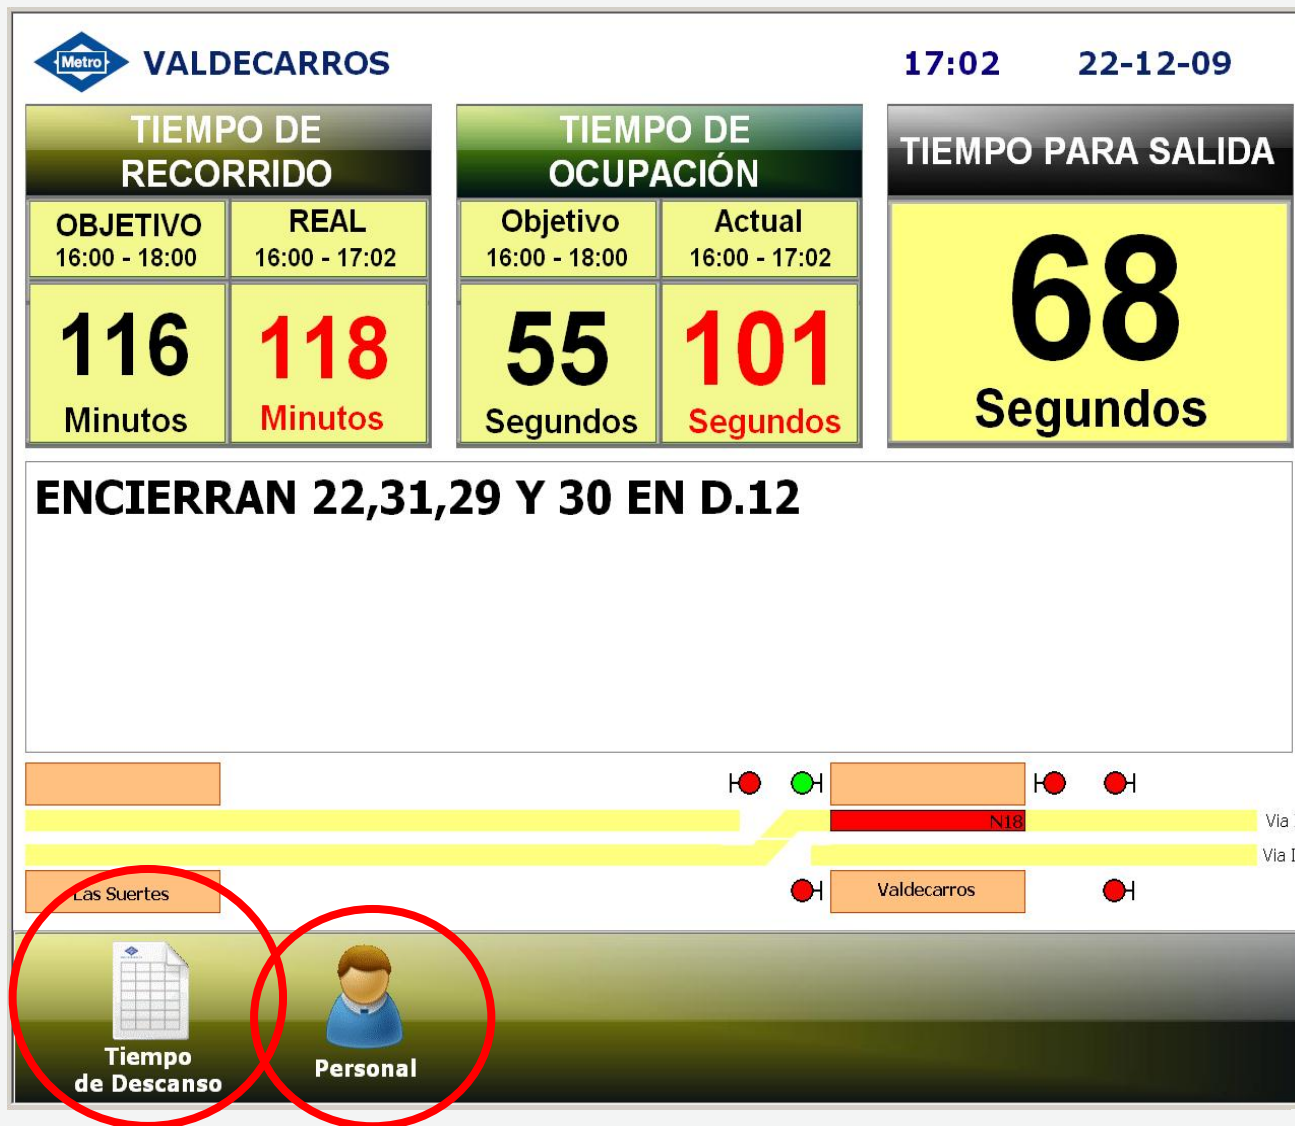 Metro VALDECARROS 17:02 22-12-09
TIEMPO DE
RECORRIDO
TIEMPO DE
OCUPACIÓN
TIEMPO PARA SALIDA
OBJETIVO
16:00 - 18:00
REAL
16:00 - 17:02
Objetivo
16:00 - 18:00
Actual
16:00 - 17:02
116
Minutos
118
Minutos
55
Segundos
101
Segundos
68
Segundos
ENCIERRAN 22,31,29 Y 30 EN D.12
N18
Via
Via
Las Suertes
Valdecarros
Tiempo
de Descanso
Personal